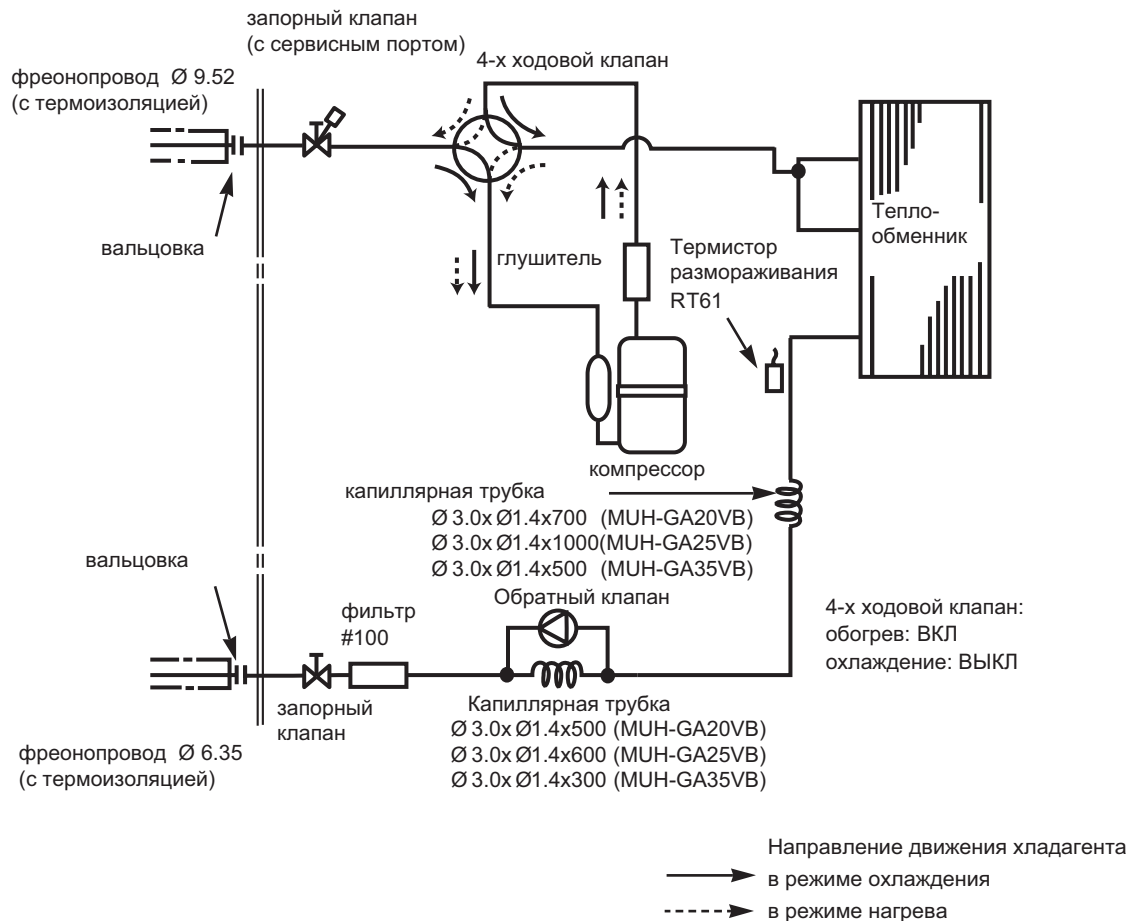 запорный клапан
(с сервисным портом)
4-х ходовой клапан
фреонопровод Ø 9.52
(с термоизоляцией)
вальцовка
глушитель
Термистор
размораживания
RT61
Тепло-
обменник
компрессор
капиллярная трубка
Ø 3.0x Ø1.4x700 (MUH-GA20VB)
Ø 3.0x Ø1.4x1000(MUH-GA25VB)
Ø 3.0x Ø1.4x500 (MUH-GA35VB)
вальцовка
фильтр
#100
Обратный клапан
4-х ходовой клапан:
обогрев: ВКЛ
охлаждение: ВЫКЛ
запорный
клапан
Капиллярная трубка
Ø 3.0x Ø1.4x500 (MUH-GA20VB)
Ø 3.0x Ø1.4x600 (MUH-GA25VB)
Ø 3.0x Ø1.4x300 (MUH-GA35VB)
фреонопровод Ø 6.35
(с термоизоляцией)
Направление движения хладагента
в режиме охлаждения
в режиме нагрева